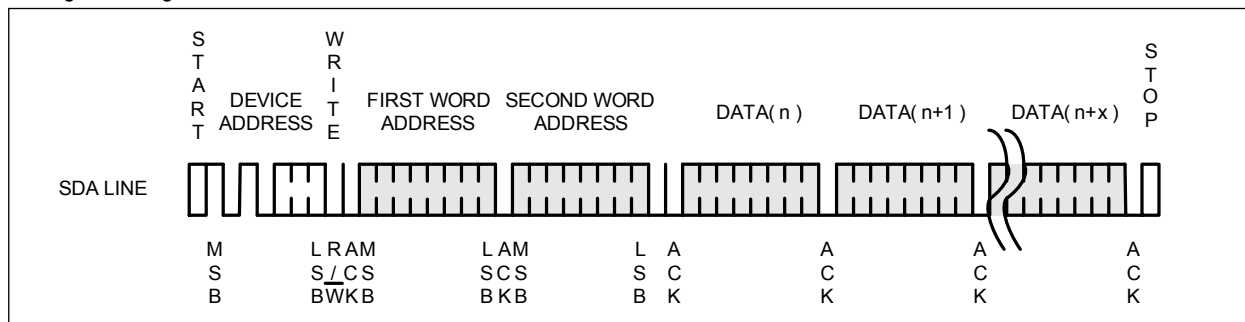 START
WRITE
STOP
DEVICE
ADDRESS
FIRST WORD
ADDRESS
SECOND WORD
ADDRESS
DATA( n )
DATA( n+1 )
DATA( n+x )
SDA LINE
MSB
LSB
R/W
ACK
MSB
LSB
ACK
MSB
LSB
ACK
ACK
ACK
ACK